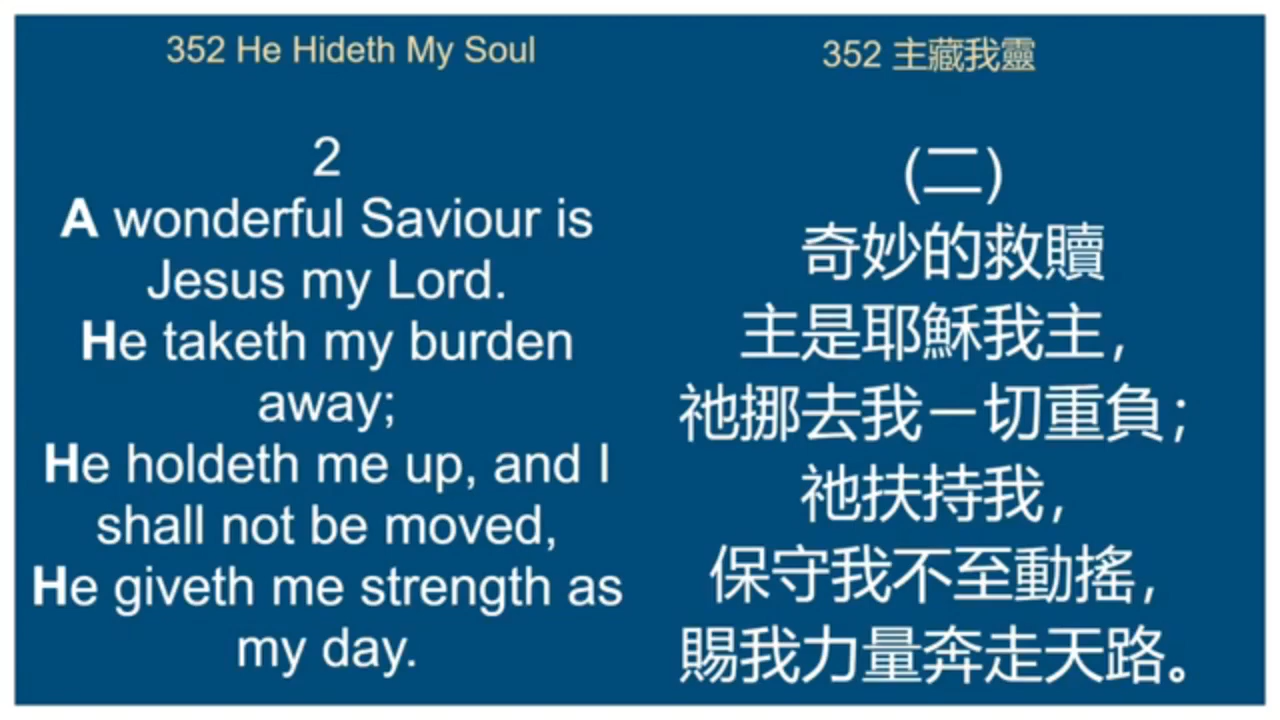 352 He Hideth My Soul
2
A wonderful Saviour is
Jesus my Lord.
He taketh my burden
away;
He holdeth me up, and I
shall not be moved,
He giveth me strength as
my day.
352 主藏我靈
(二)
奇妙的救贖
主是耶穌我主，
祂挪去我一切重負；
祂扶持我，
保守我不至動搖，
賜我力量奔走天路。